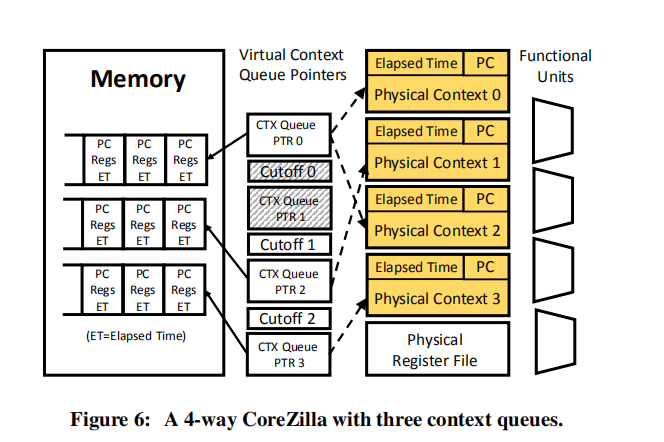 Memory
PC
Regs
ET
PC
Regs
ET
PC
Regs
ET
PC
Regs
ET
PC
Regs
ET
PC
Regs
ET
PC
Regs
ET
PC
Regs
ET
PC
Regs
ET
(ET=Elapsed Time)
Virtual Context
Queue Pointers
CTX Queue
PTR 0
Cutoff 0
CTX Queue
PTR 1
Cutoff 1
CTX Queue
PTR 2
Cutoff 2
CTX Queue
PTR 3
Elapsed Time PC
Physical Context 0
Elapsed Time PC
Physical Context 1
Elapsed Time PC
Physical Context 2
Elapsed Time PC
Physical Context 3
Physical
Register File
Functional
Units
Figure 6: A 4-way CoreZilla with three context queues.